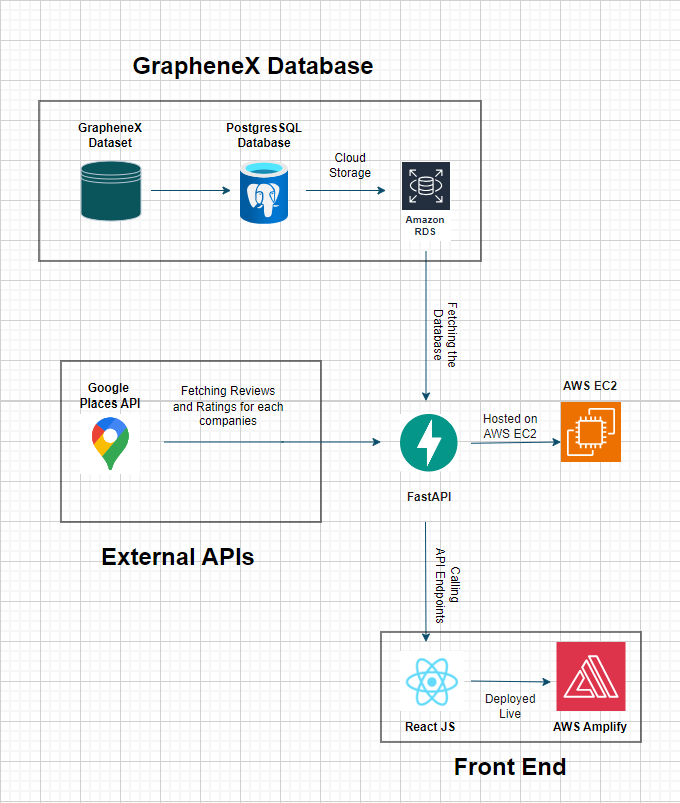 GrapheneX Database
GrapheneX
Dataset
PostgresSQL
Database
Cloud
Storage
Amazon
RDS
Fetching the
Database
Google
Places API
Fetching Reviews
and Ratings for each
companies
FastAPI
Hosted on
AWS EC2
AWS EC2
External APIs
Calling
API Endpoints
React JS
Deployed
Live
AWS Amplify
Front End